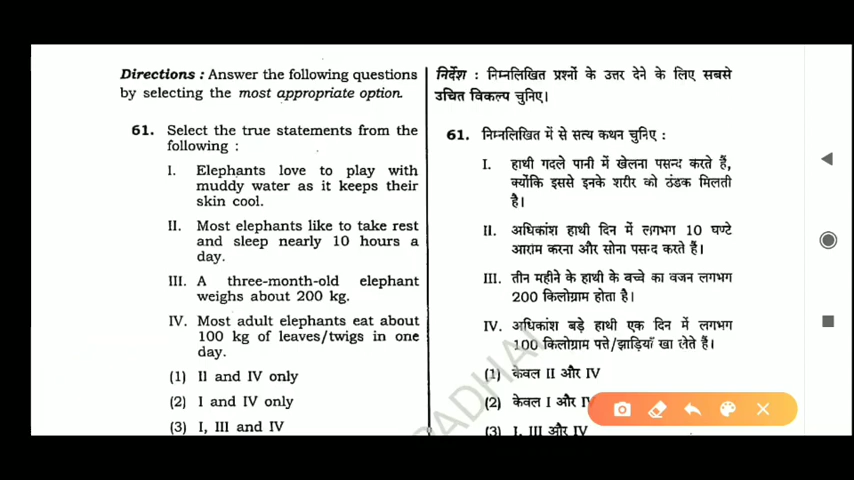 Directions : Answer the following questions
by selecting the most appropriate option.
61. Select the true statements from the
following :
I. Elephants love to play with
muddy water as it keeps their
skin cool.
II. Most elephants like to take rest
and sleep nearly 10 hours a
day.
III. A three-month-old elephant
weighs about 200 kg.
IV. Most adult elephants eat about
100 kg of leaves/twigs in one
day.
(1) II and IV only
(2) I and IV only
(3) I, III and IV
निर्देश : निम्नलिखित प्रश्नों के उत्तर देने के लिए सबसे
उचित विकल्प चुनिए।
61. निम्नलिखित में से सत्य कथन चुनिए :
I. हाथी गदले पानी में खेलना पसन्द करते हैं,
क्योंकि इससे इनके शरीर को ठंडक मिलती
है।
II. अधिकांश हाथी दिन में लगभग 10 घण्टे
आराम करना और सोना पसन्द करते हैं।
III. तीन महीने के हाथी के बच्चे का वजन लगभग
200 किलोग्राम होता है।
IV. अधिकांश बड़े हाथी एक दिन में लगभग
100 किलोग्राम पत्ते/झाड़ियाँ खा लेते हैं।
(1) केवल II और IV
(2) केवल I और
(3) I, III और IV
PADHAI